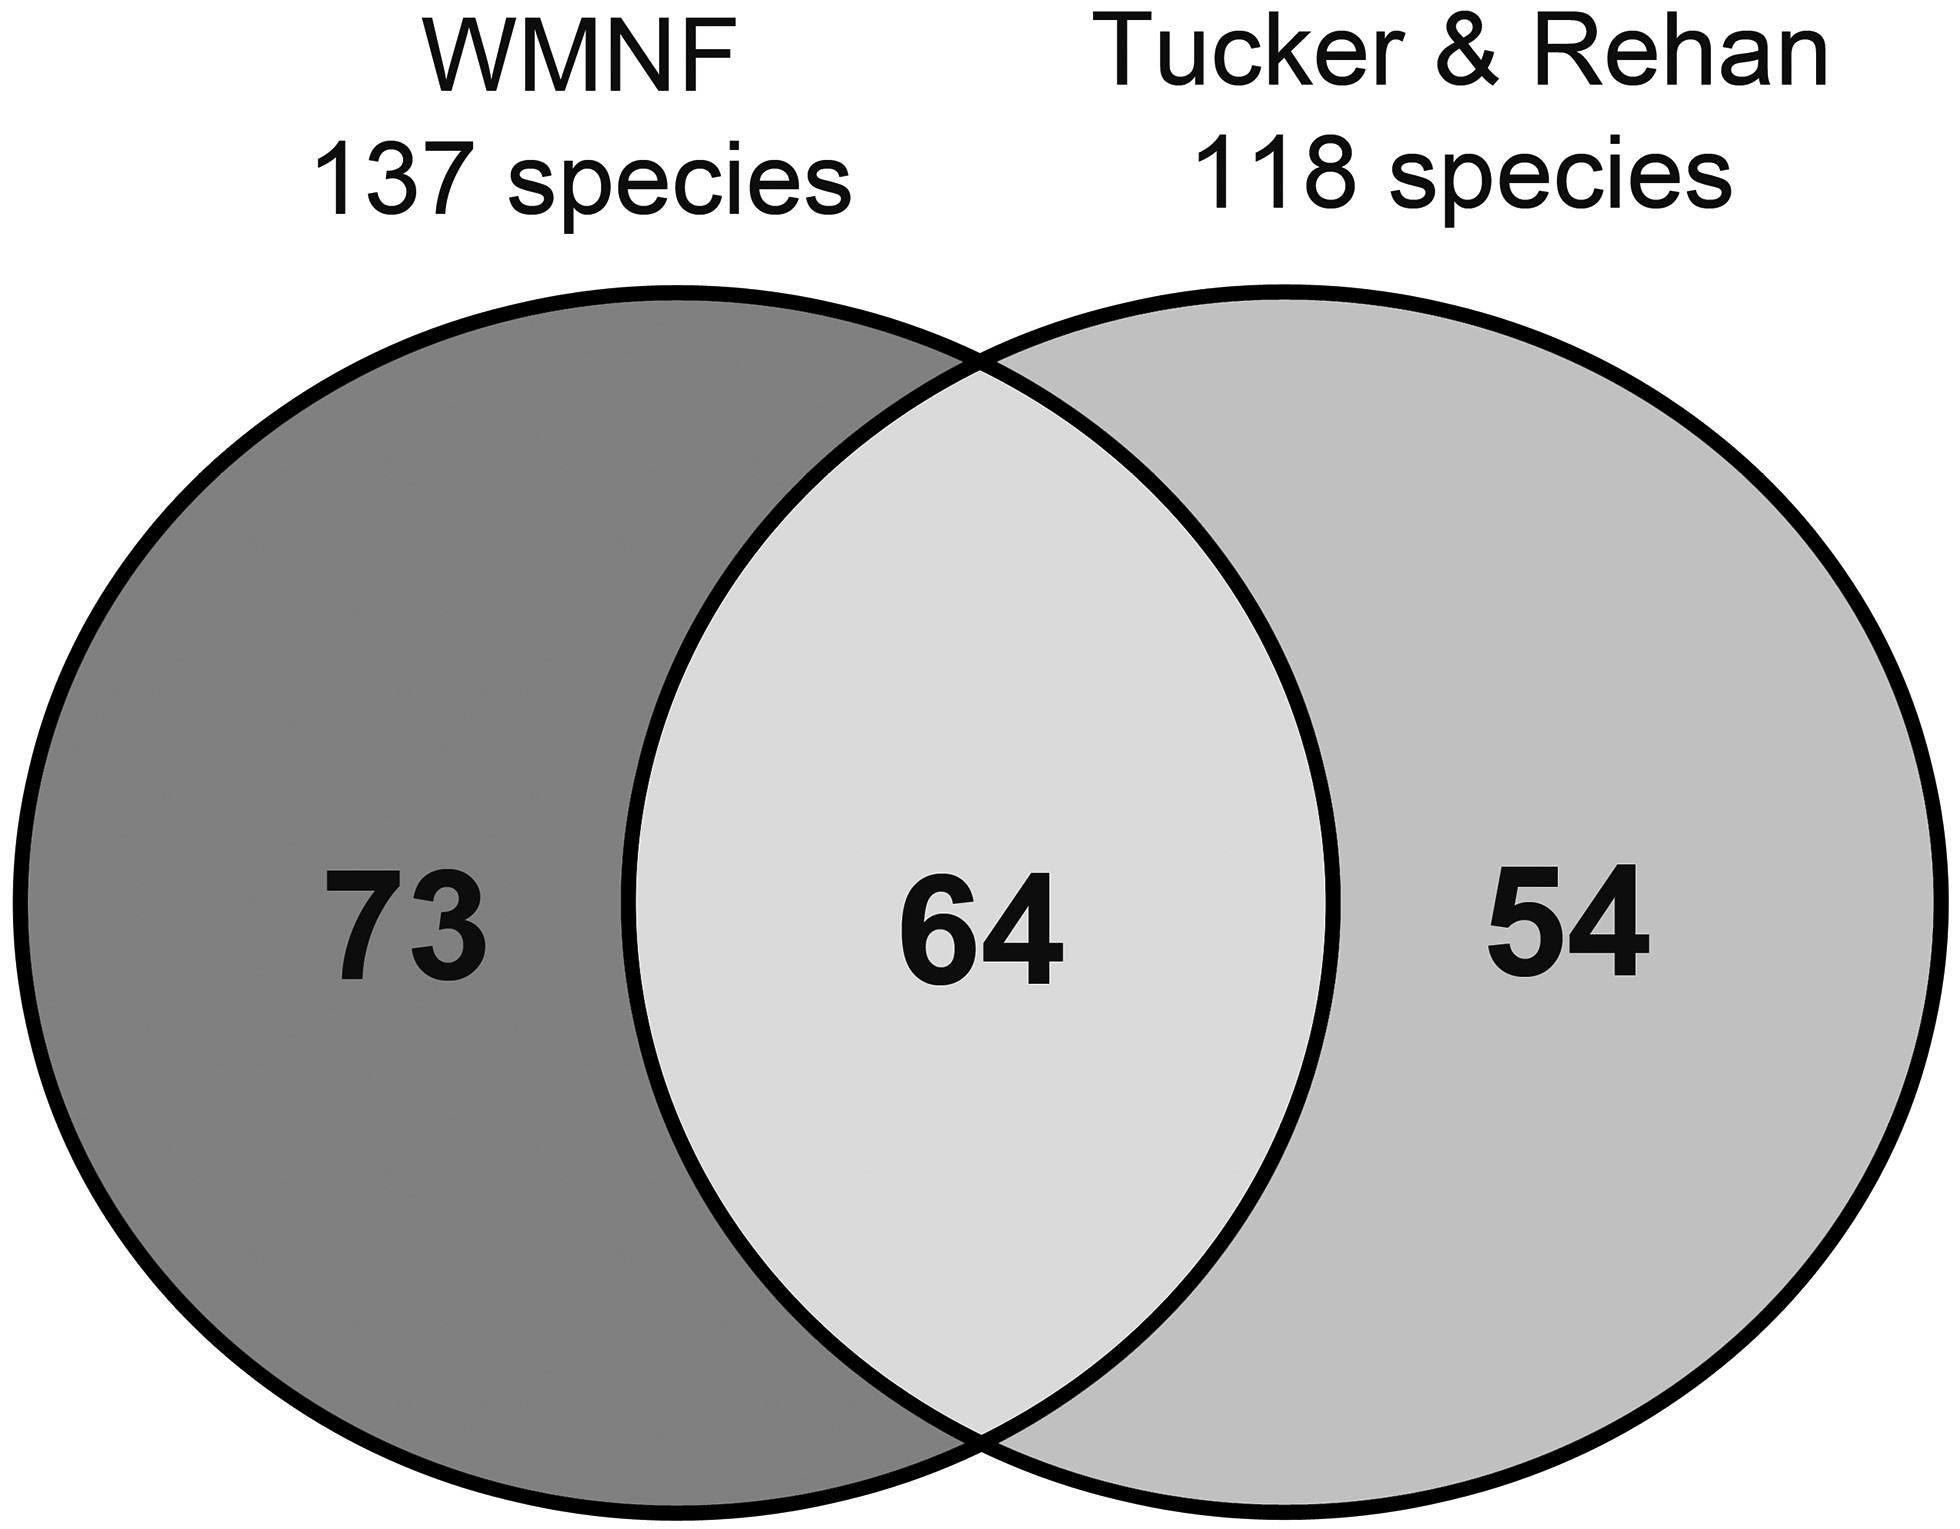 WMNF
137 species
Tucker & Rehan
118 species
73
64
54